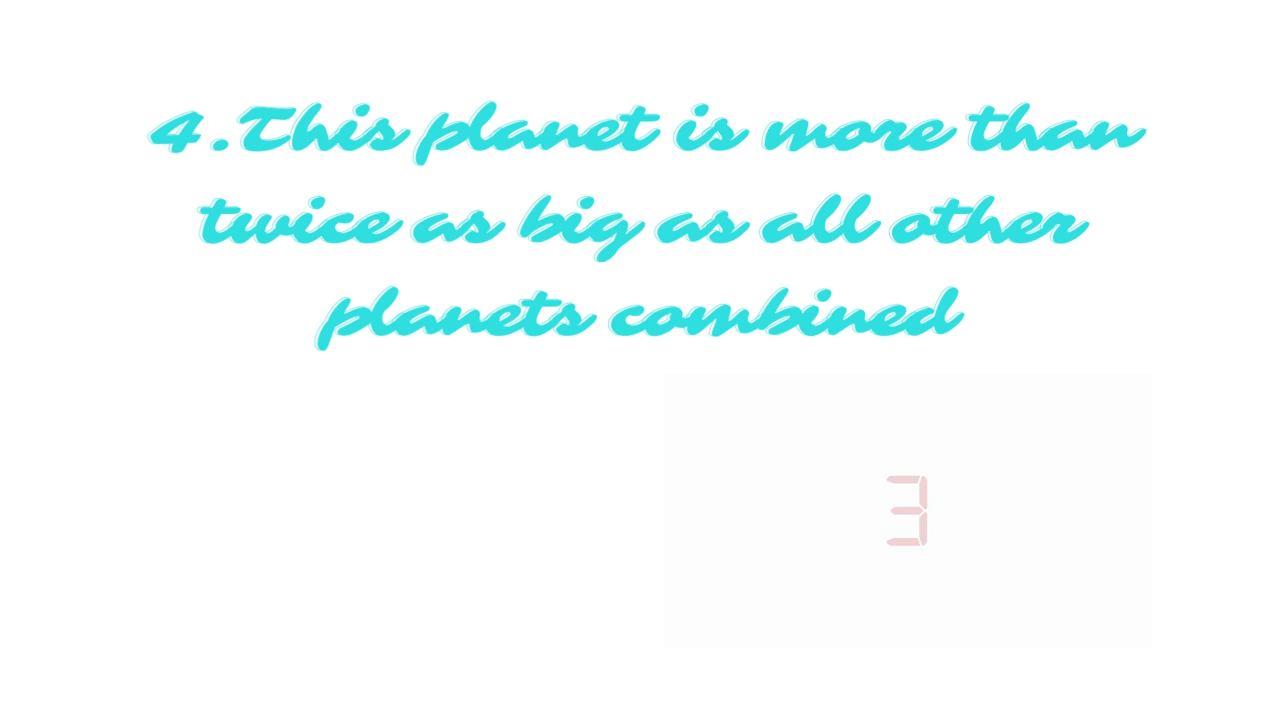 4.This planet is more than
twice as big as all other
planets combined
3